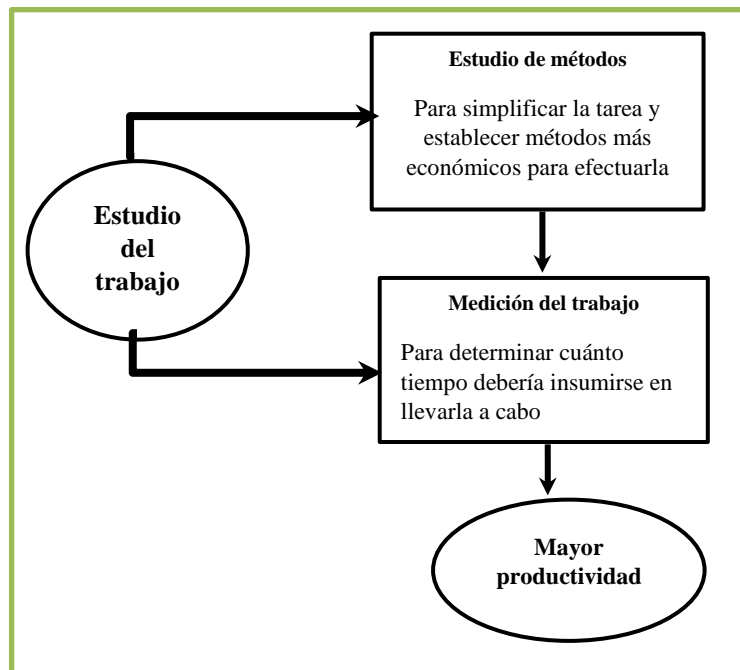 Estudio de métodos
Para simplificar la tarea y
establecer métodos más
económicos para efectuarla
Estudio
del
trabajo
Medición del trabajo
Para determinar cuánto
tiempo debería insumirse en
llevarla a cabo
Mayor
productividad